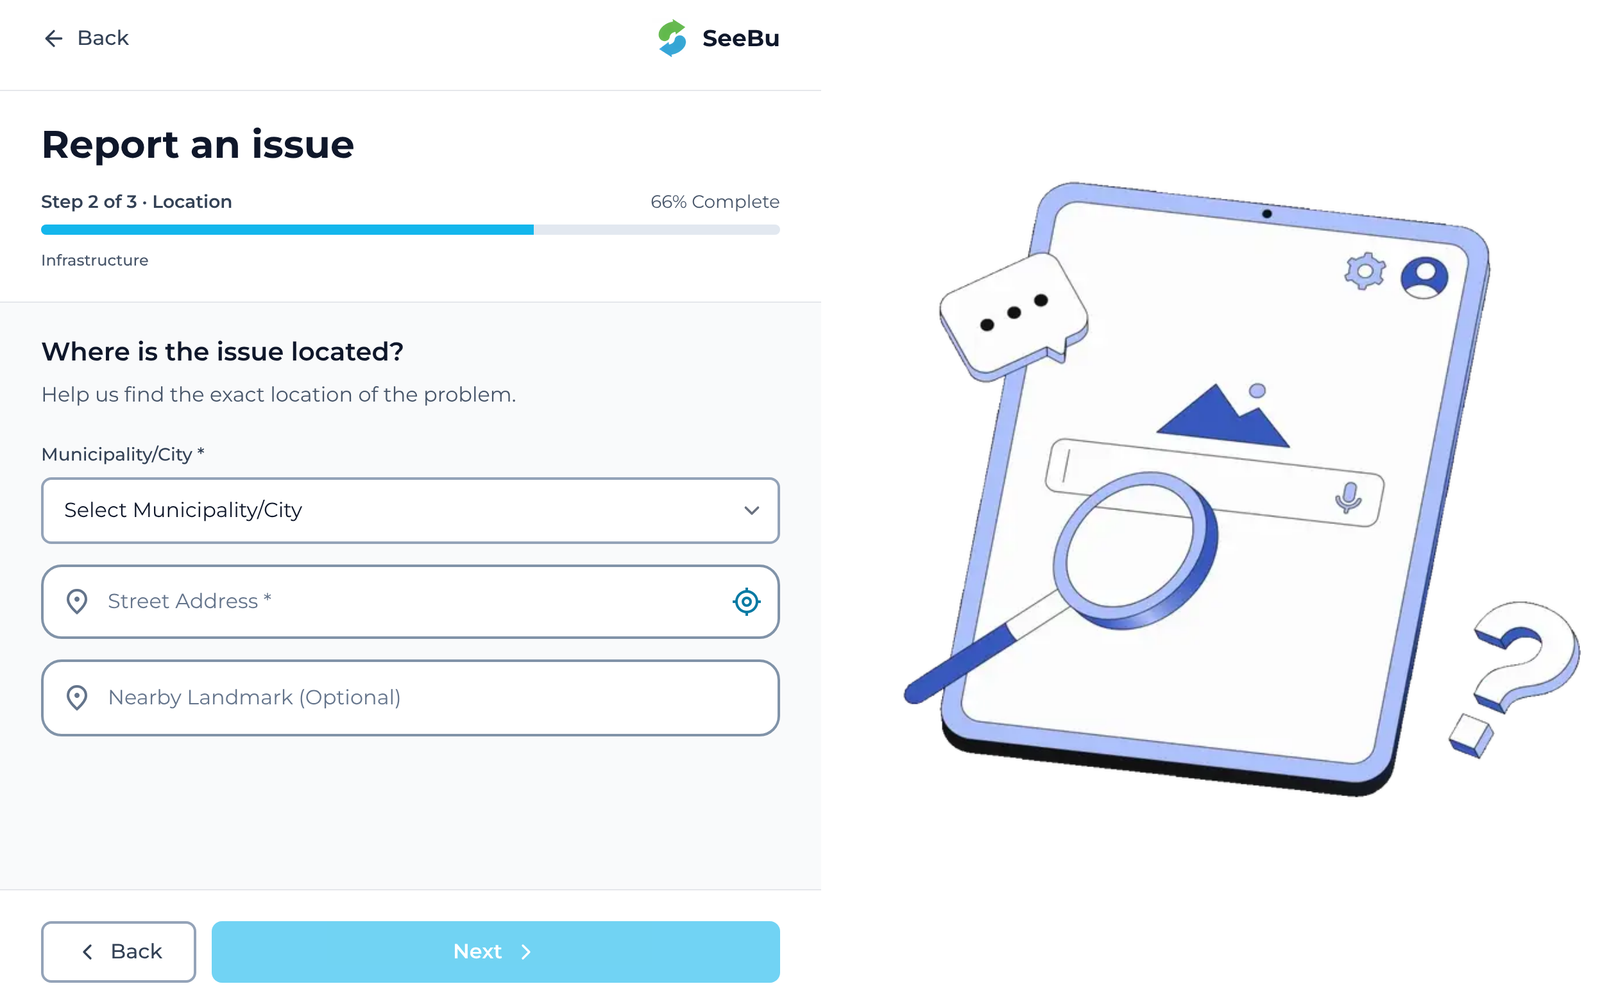 Back
SeeBu
Report an issue
Step 2 of 3 · Location
66% Complete
Infrastructure
Where is the issue located?
Help us find the exact location of the problem.
Municipality/City *
Select Municipality/City
Street Address *
Nearby Landmark (Optional)
Back
Next
?